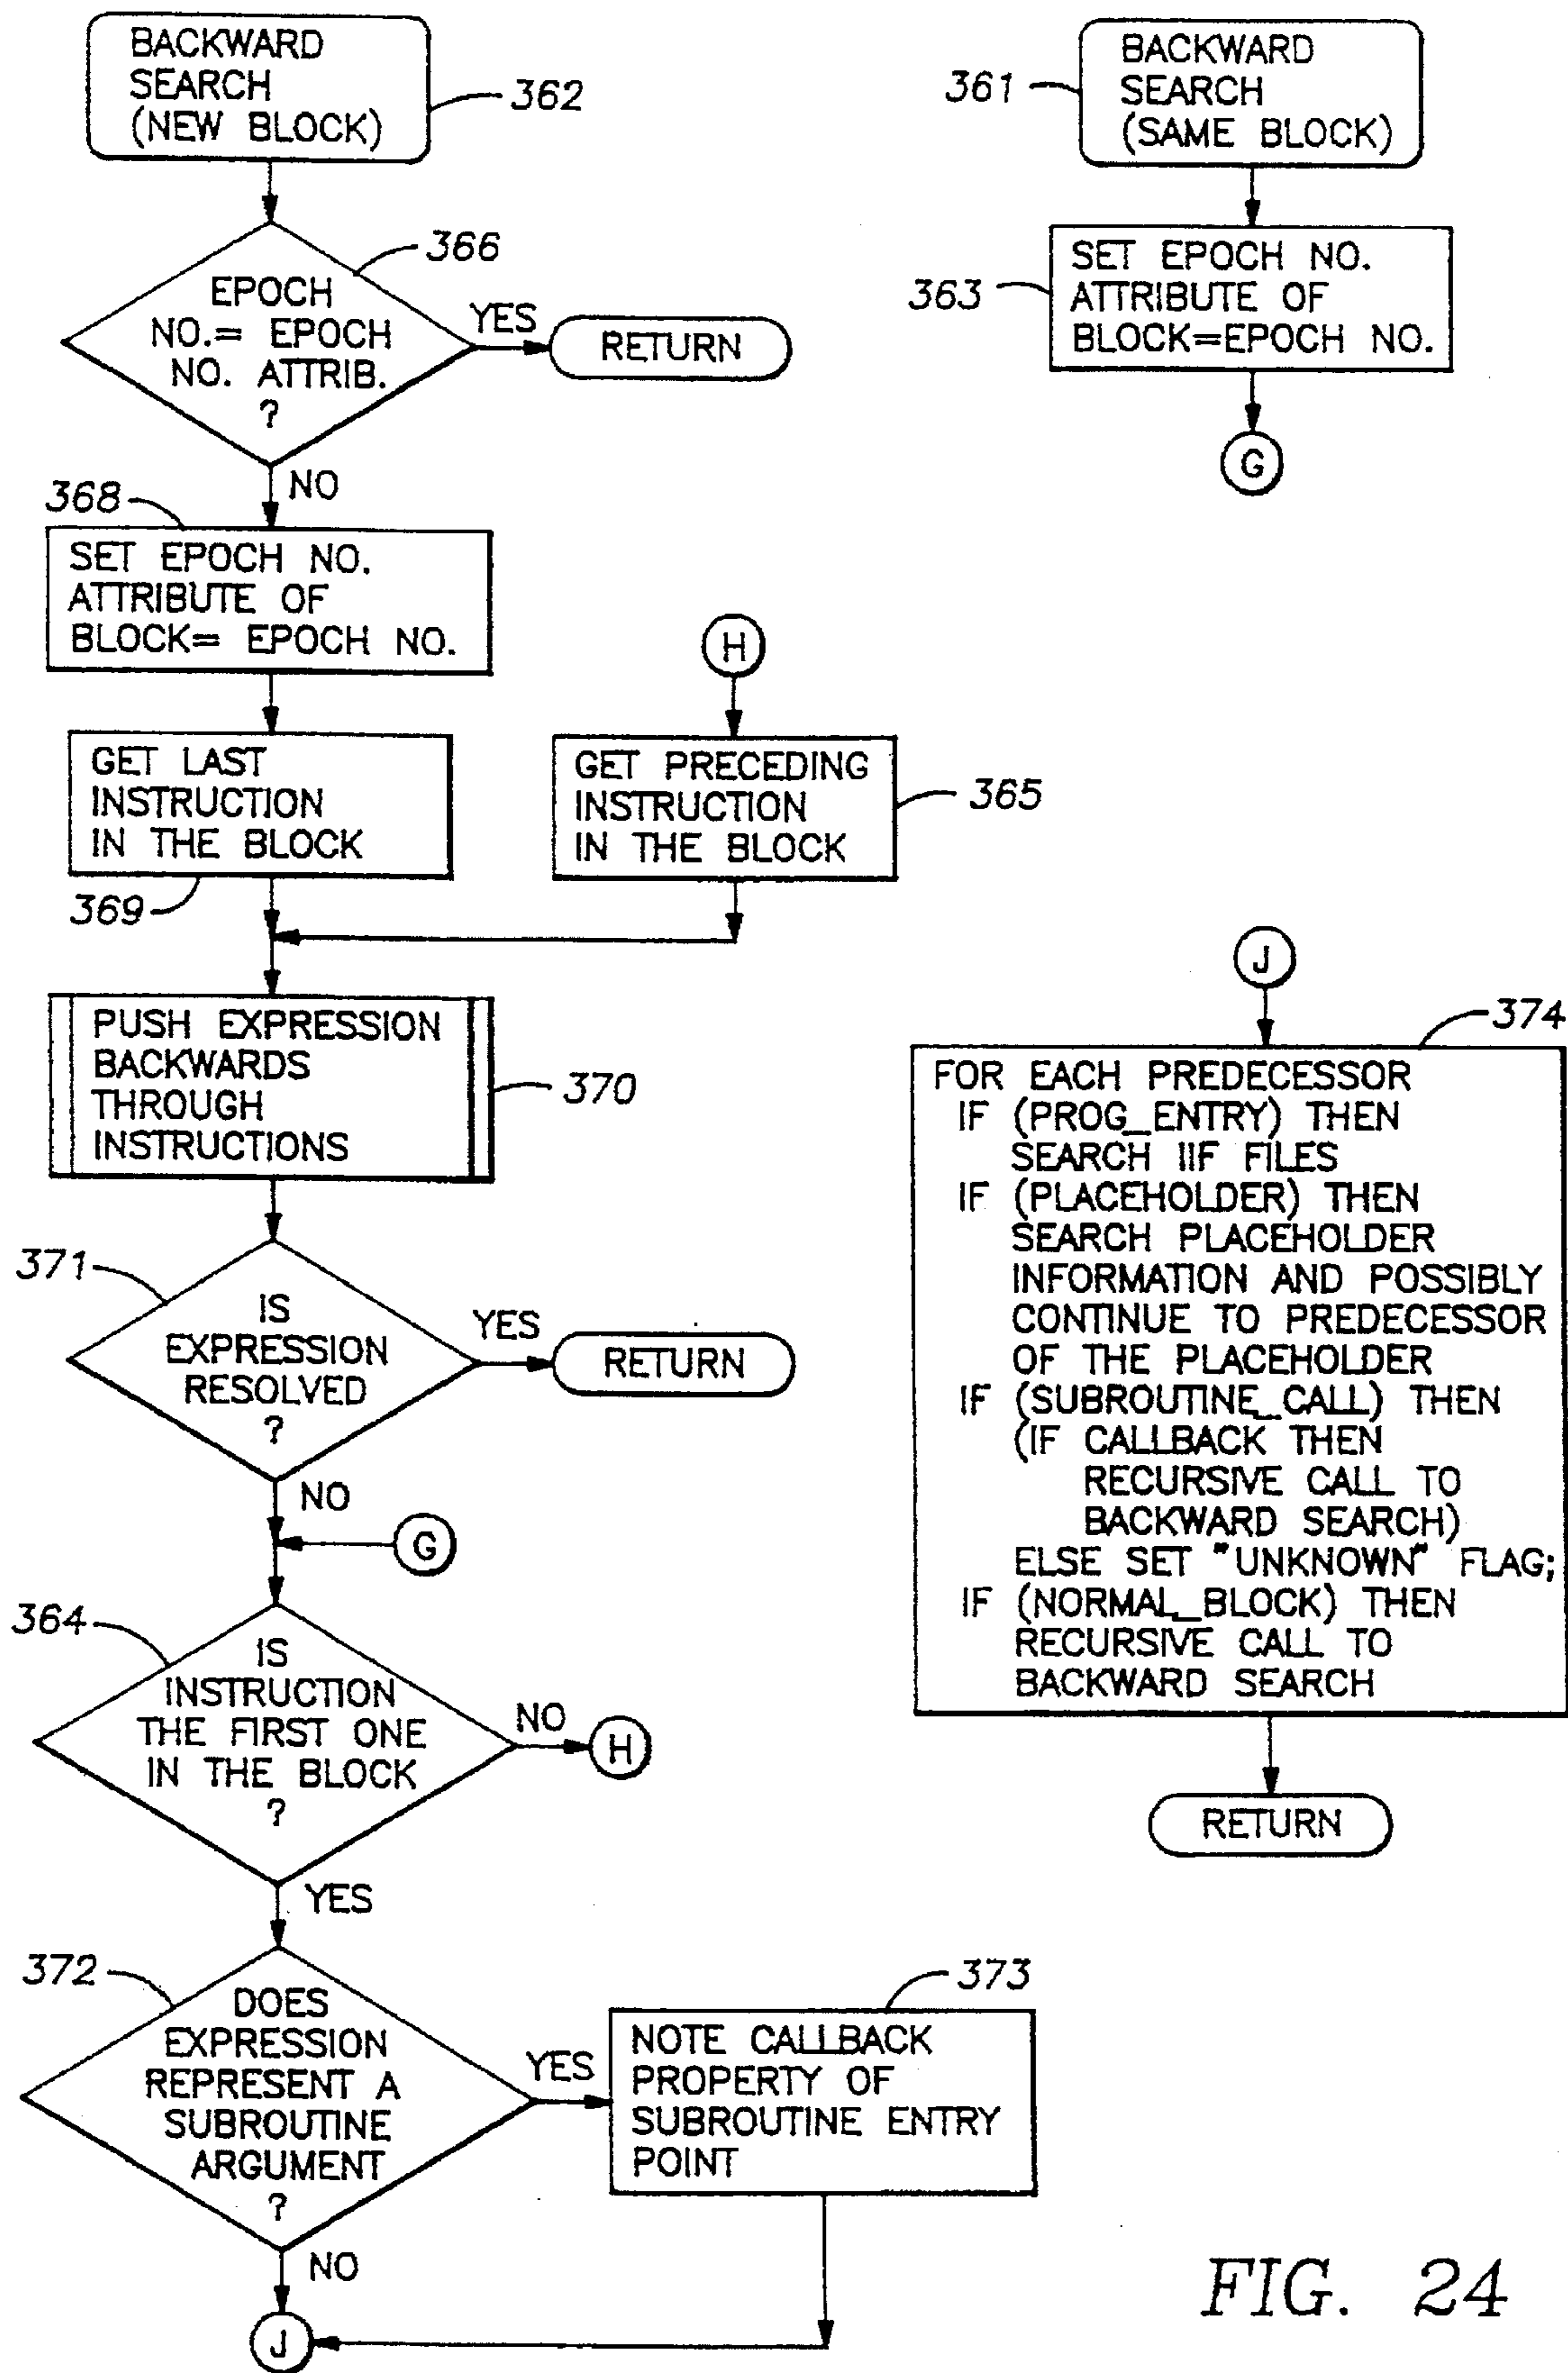 BACKWARD
SEARCH
(NEW BLOCK)
362
366
EPOCH
NO.= EPOCH
NO. ATTRIB.
?
YES
RETURN
NO
368
SET EPOCH NO.
ATTRIBUTE OF
BLOCK= EPOCH NO.
GET LAST
INSTRUCTION
IN THE BLOCK
369
H
GET PRECEDING
INSTRUCTION
IN THE BLOCK
365
PUSH EXPRESSION
BACKWARDS
THROUGH
INSTRUCTIONS
370
371
IS
EXPRESSION
RESOLVED
?
YES
RETURN
NO
G
364
IS
INSTRUCTION
THE FIRST ONE
IN THE BLOCK
?
NO
H
YES
372
DOES
EXPRESSION
REPRESENT A
SUBROUTINE
ARGUMENT
?
YES
373
NOTE CALLBACK
PROPERTY OF
SUBROUTINE ENTRY
POINT
NO
J
361
BACKWARD
SEARCH
(SAME BLOCK)
363
SET EPOCH NO.
ATTRIBUTE OF
BLOCK=EPOCH NO.
G
J
374
FOR EACH PREDECESSOR
IF (PROG_ENTRY) THEN
SEARCH IIF FILES
IF (PLACEHOLDER) THEN
SEARCH PLACEHOLDER
INFORMATION AND POSSIBLY
CONTINUE TO PREDECESSOR
OF THE PLACEHOLDER
IF (SUBROUTINE_CALL) THEN
(IF CALLBACK THEN
RECURSIVE CALL TO
BACKWARD SEARCH)
ELSE SET "UNKNOWN" FLAG;
IF (NORMAL_BLOCK) THEN
RECURSIVE CALL TO
BACKWARD SEARCH
RETURN
FIG. 24